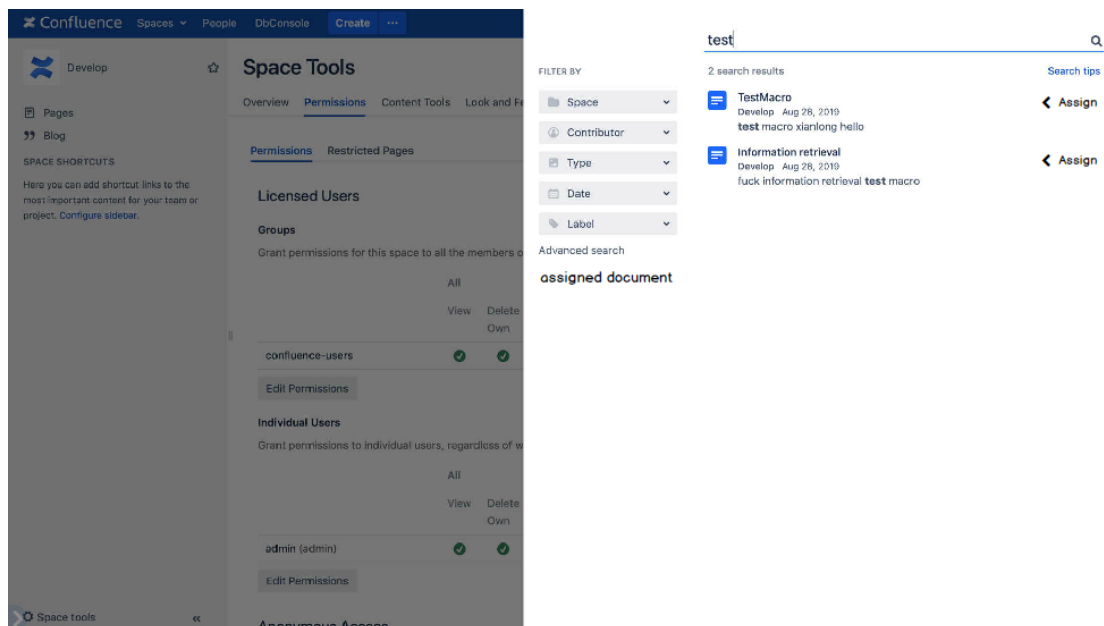 Confluence Spaces People DbConsole Create ...
Develop
Pages
Blog
SPACE SHORTCUTS
Here you can add shortcut links to the
most important content for your team or
project. Configure sidebar.
Space tools
Space Tools
Overview Permissions Content Tools Look and Fe
Permissions Restricted Pages
Licensed Users
Groups
Grant permissions for this space to all the members o
All
View Delete
Own
confluence-users
Edit Permissions
Individual Users
Grant permissions to individual users, regardless of w
All
View Delete
Own
admin (admin)
Edit Permissions
Anonymous Access
test
FILTER BY
Space
Contributor
Type
Date
Label
Advanced search
assigned document
2 search results Search tips
TestMacro
Develop Aug 28, 2019
test macro xianlong hello
Assign
Information retrieval
Develop Aug 28, 2019
fuck information retrieval test macro
Assign